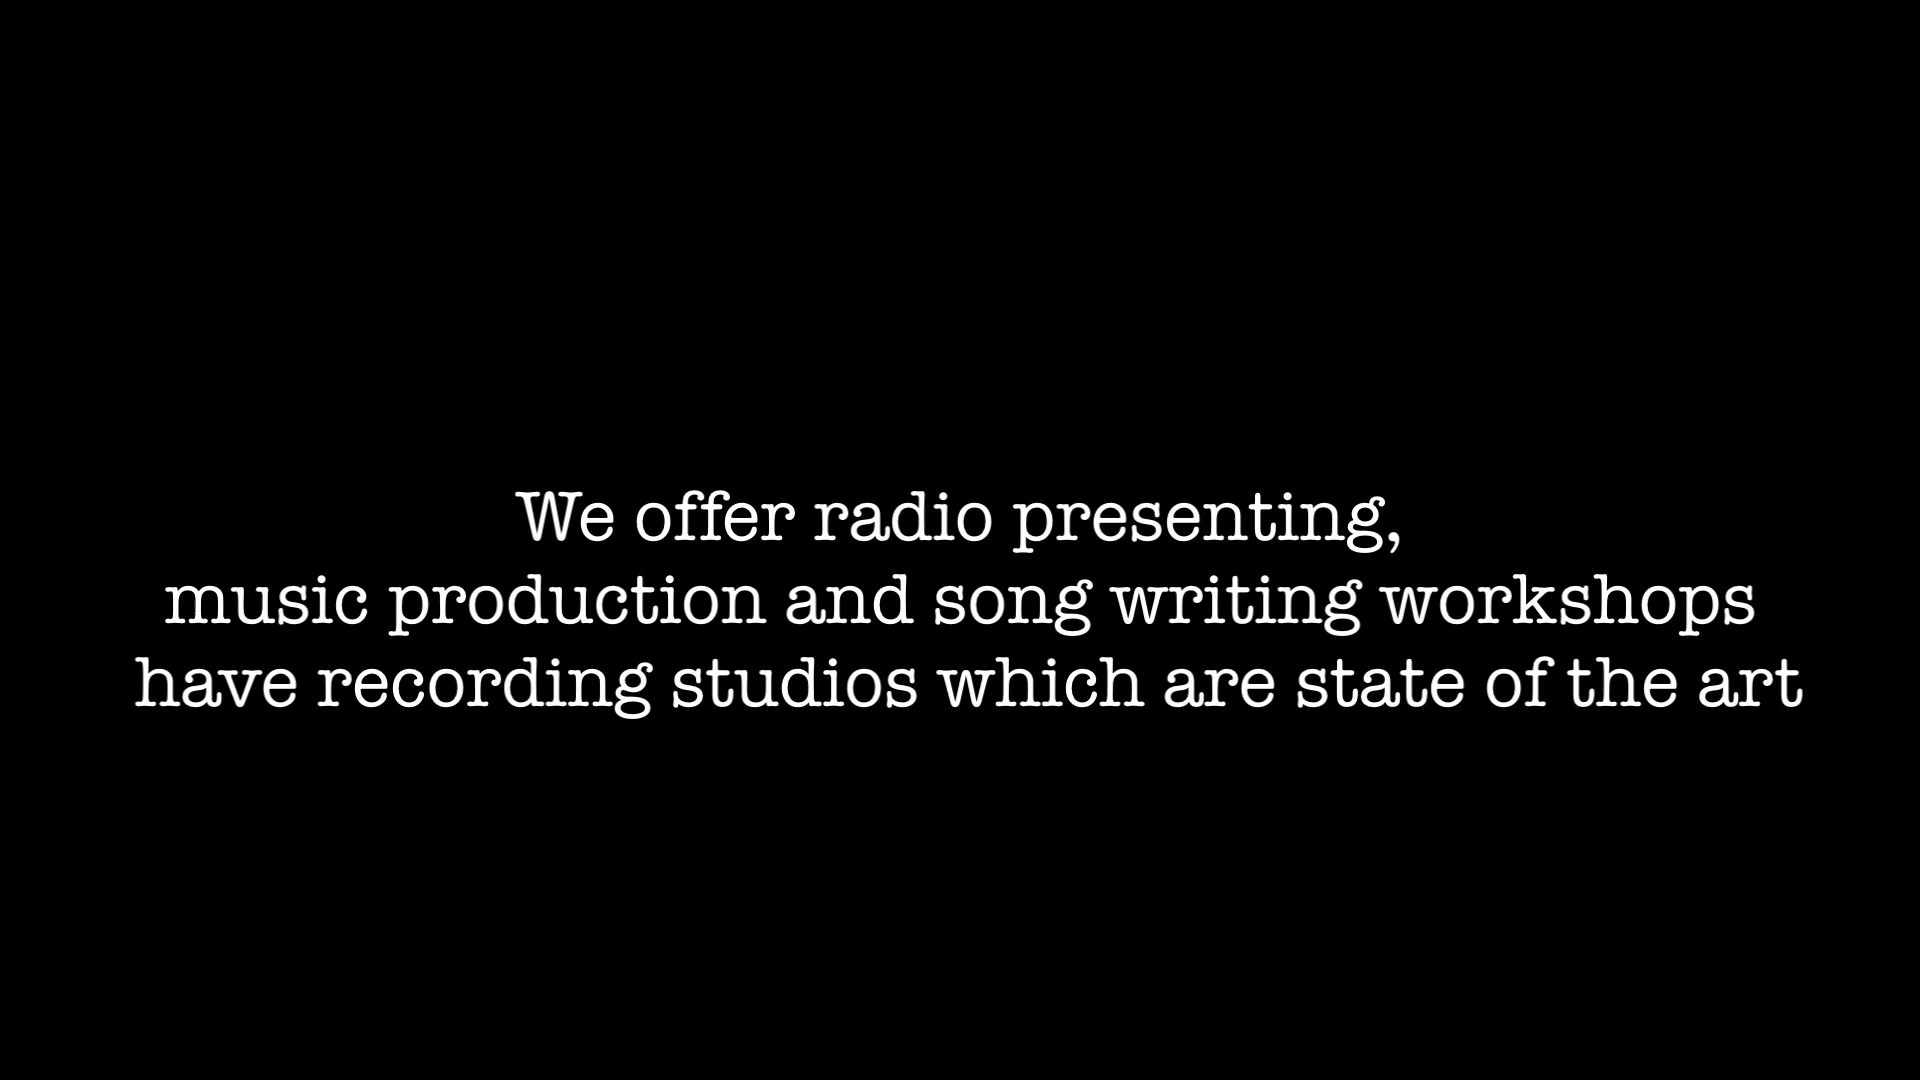 We offer radio presenting,
music production and song writing workshops
have recording studios which are state of the art